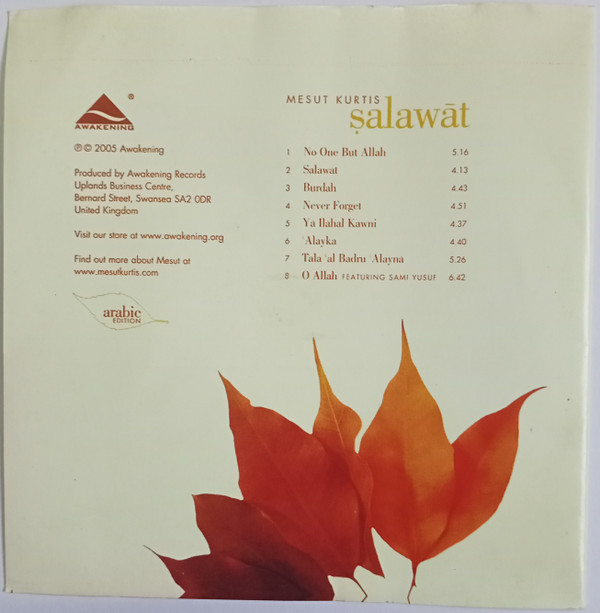 ®
AWAKENING
℗ © 2005 Awakening
Produced by Awakening Records
Uplands Business Centre,
Bernard Street, Swansea SA2 0DR
United Kingdom
Visit our store at www.awakening.org
Find out more about Mesut at
www.mesutkurtis.com
arabic
EDITION
MESUT KURTIS
ṣalawāt
1 No One But Allah 5.16
2 Salawat 4:13
3 Burdah 4.43
4 Never Forget 4.51
5 Ya Ilahal Kawni 4.37
6 ʿAlayka 4.40
7 Tala ʿal Badru ʿAlayna 5.26
8 O Allah FEATURING SAMI YUSUF 6.42